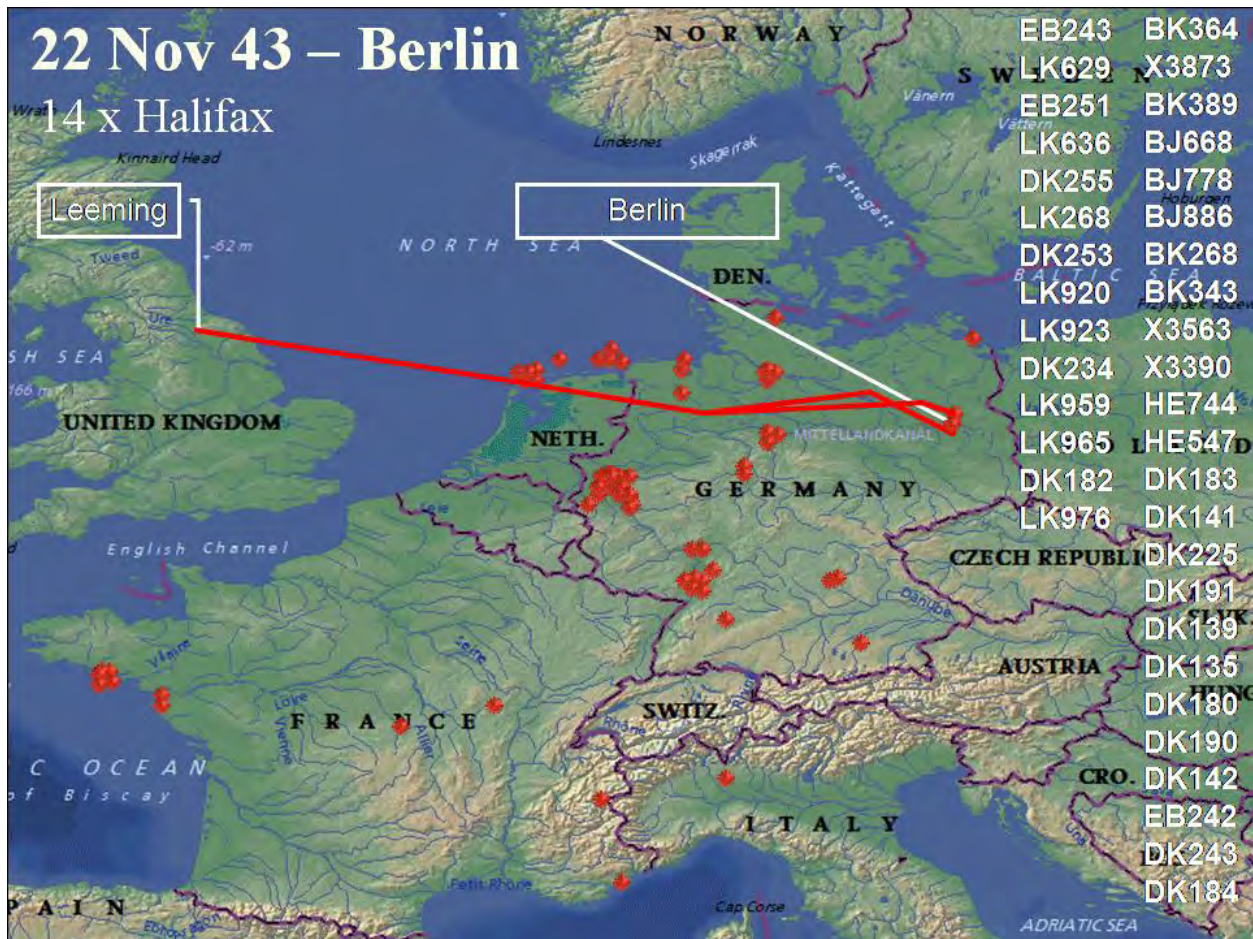 22 Nov 43 – Berlin
14 x Halifax
Leeming
Berlin
EB243
LK629
EB251
LK636
DK255
LK268
DK253
LK920
LK923
DK234
LK959
LK965
DK182
LK976
BK364
X3873
BK389
BJ668
BJ778
BJ886
BK268
BK343
X3563
X3390
HE744
HE547
DK183
DK141
DK225
DK191
DK139
DK135
DK180
DK190
DK142
EB242
DK243
DK184
NORWAY
SWEDEN
Vänern
Vättern
Lindesnes
Skagerrak
Kattegatt
Kinnaird Head
-62 m
NORTH SEA
Tweed
Ure
DEN.
BALTIC SEA
SH SEA
166 m
UNITED KINGDOM
NETH.
MITTELLANDKANAL
GERMANY
English Channel
CZECH REPUBLIC
Danube
SLVK.
AUSTRIA
HUNG
Vilaine
Seine
Loire
Vienne
Allier
FRANCE
SWITZ.
Rhône
C OCEAN
of Biscay
CRO.
Una
ITALY
Petit Rhône
Cap Corse
PAIN
ADRIATIC SEA